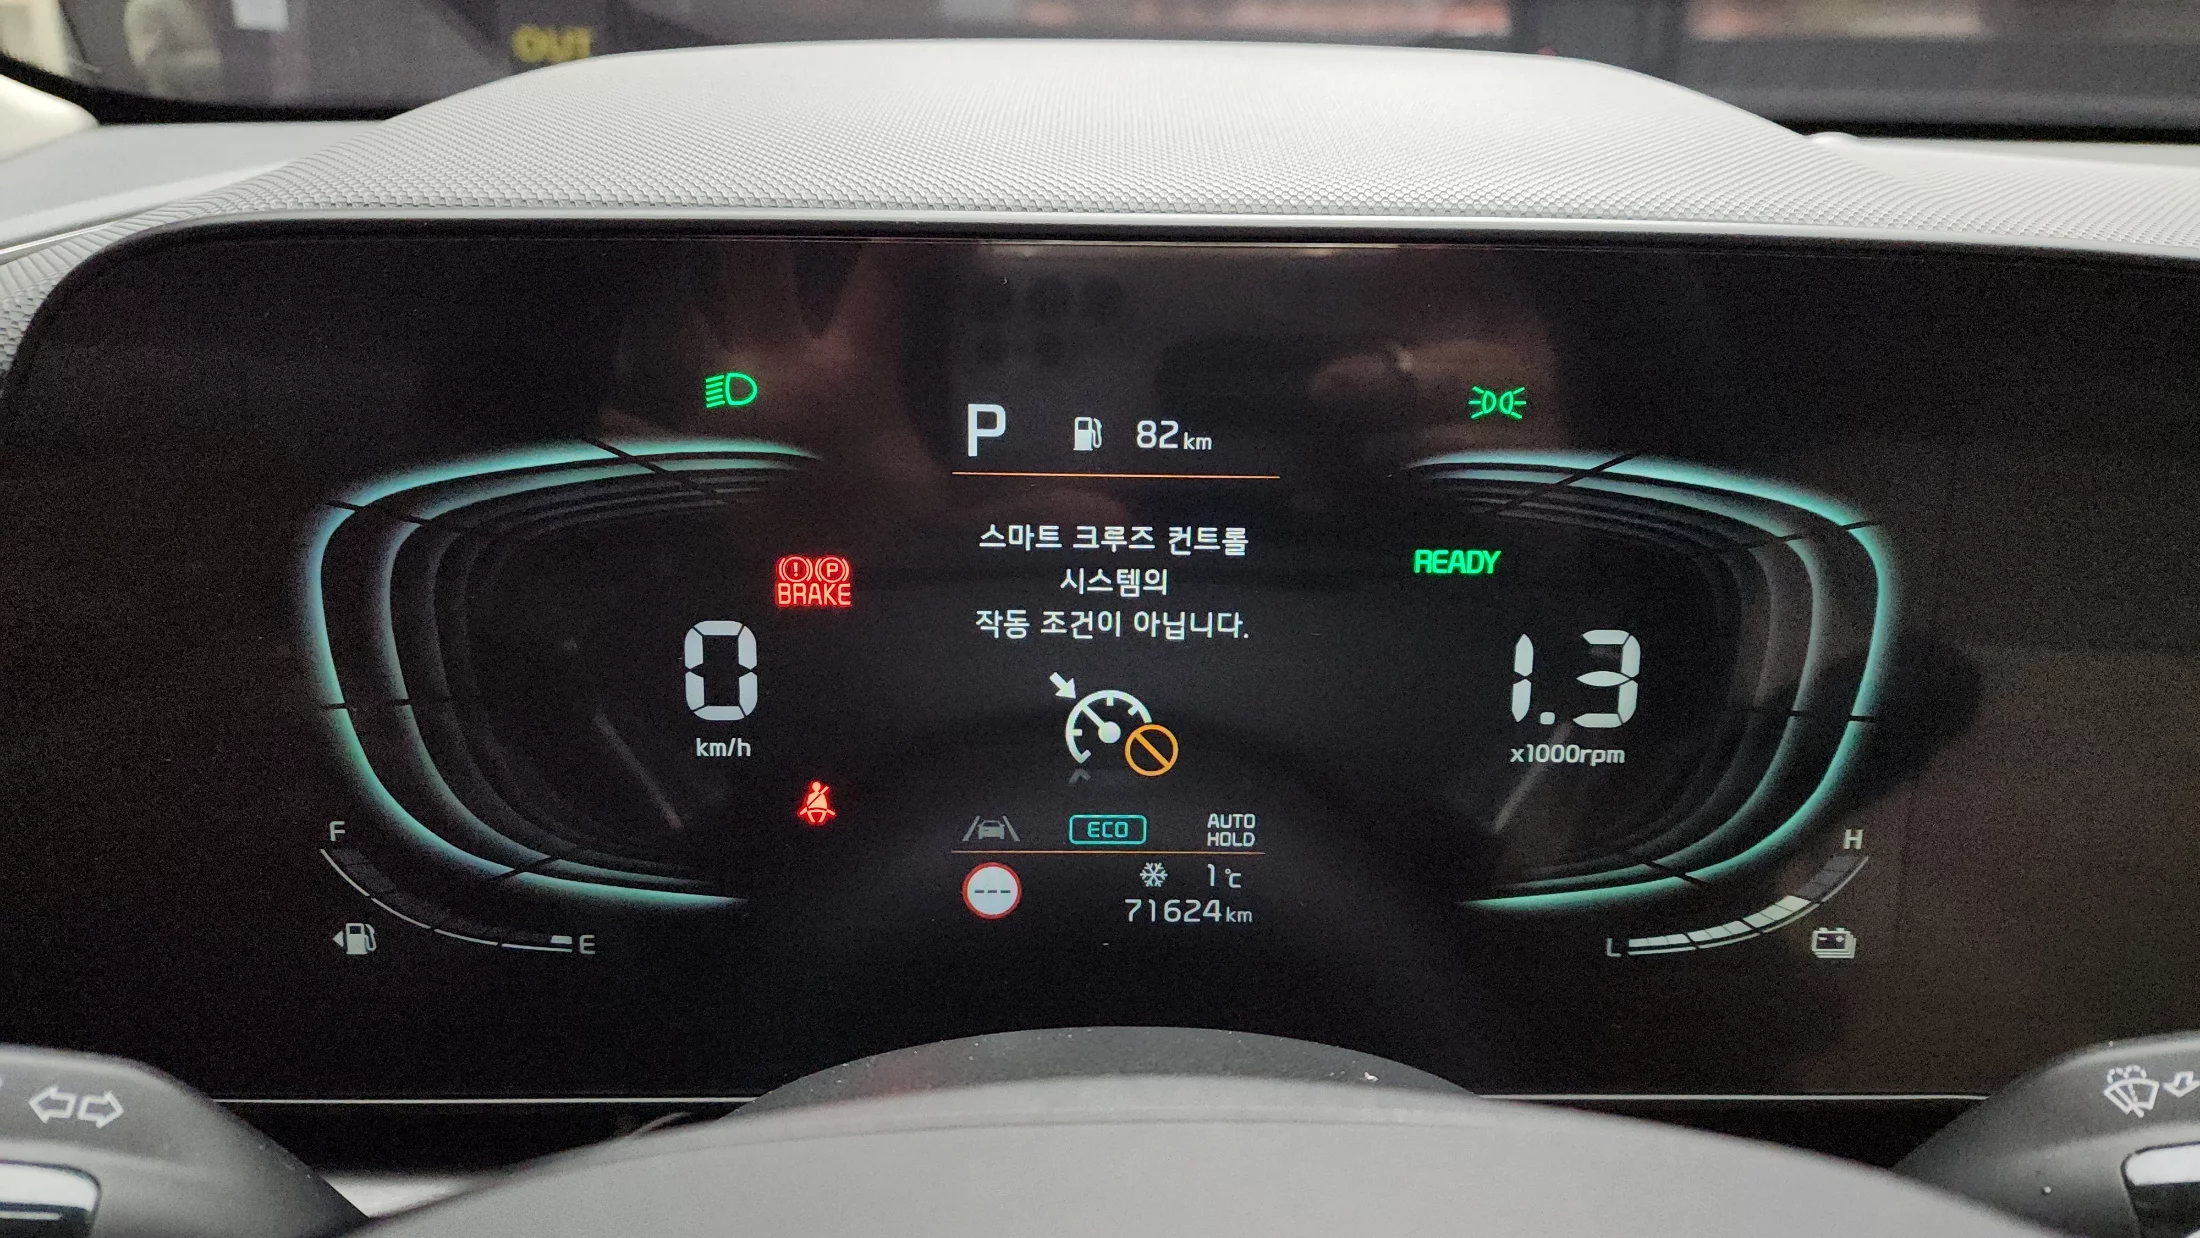 OUT
P 82km
스마트 크루즈 컨트롤
시스템의
작동 조건이 아닙니다.
(!)(P)
BRAKE
READY
0
km/h
1.3
x1000rpm
F
E
ECO
AUTO
HOLD
--- 1℃
71624km
H
L